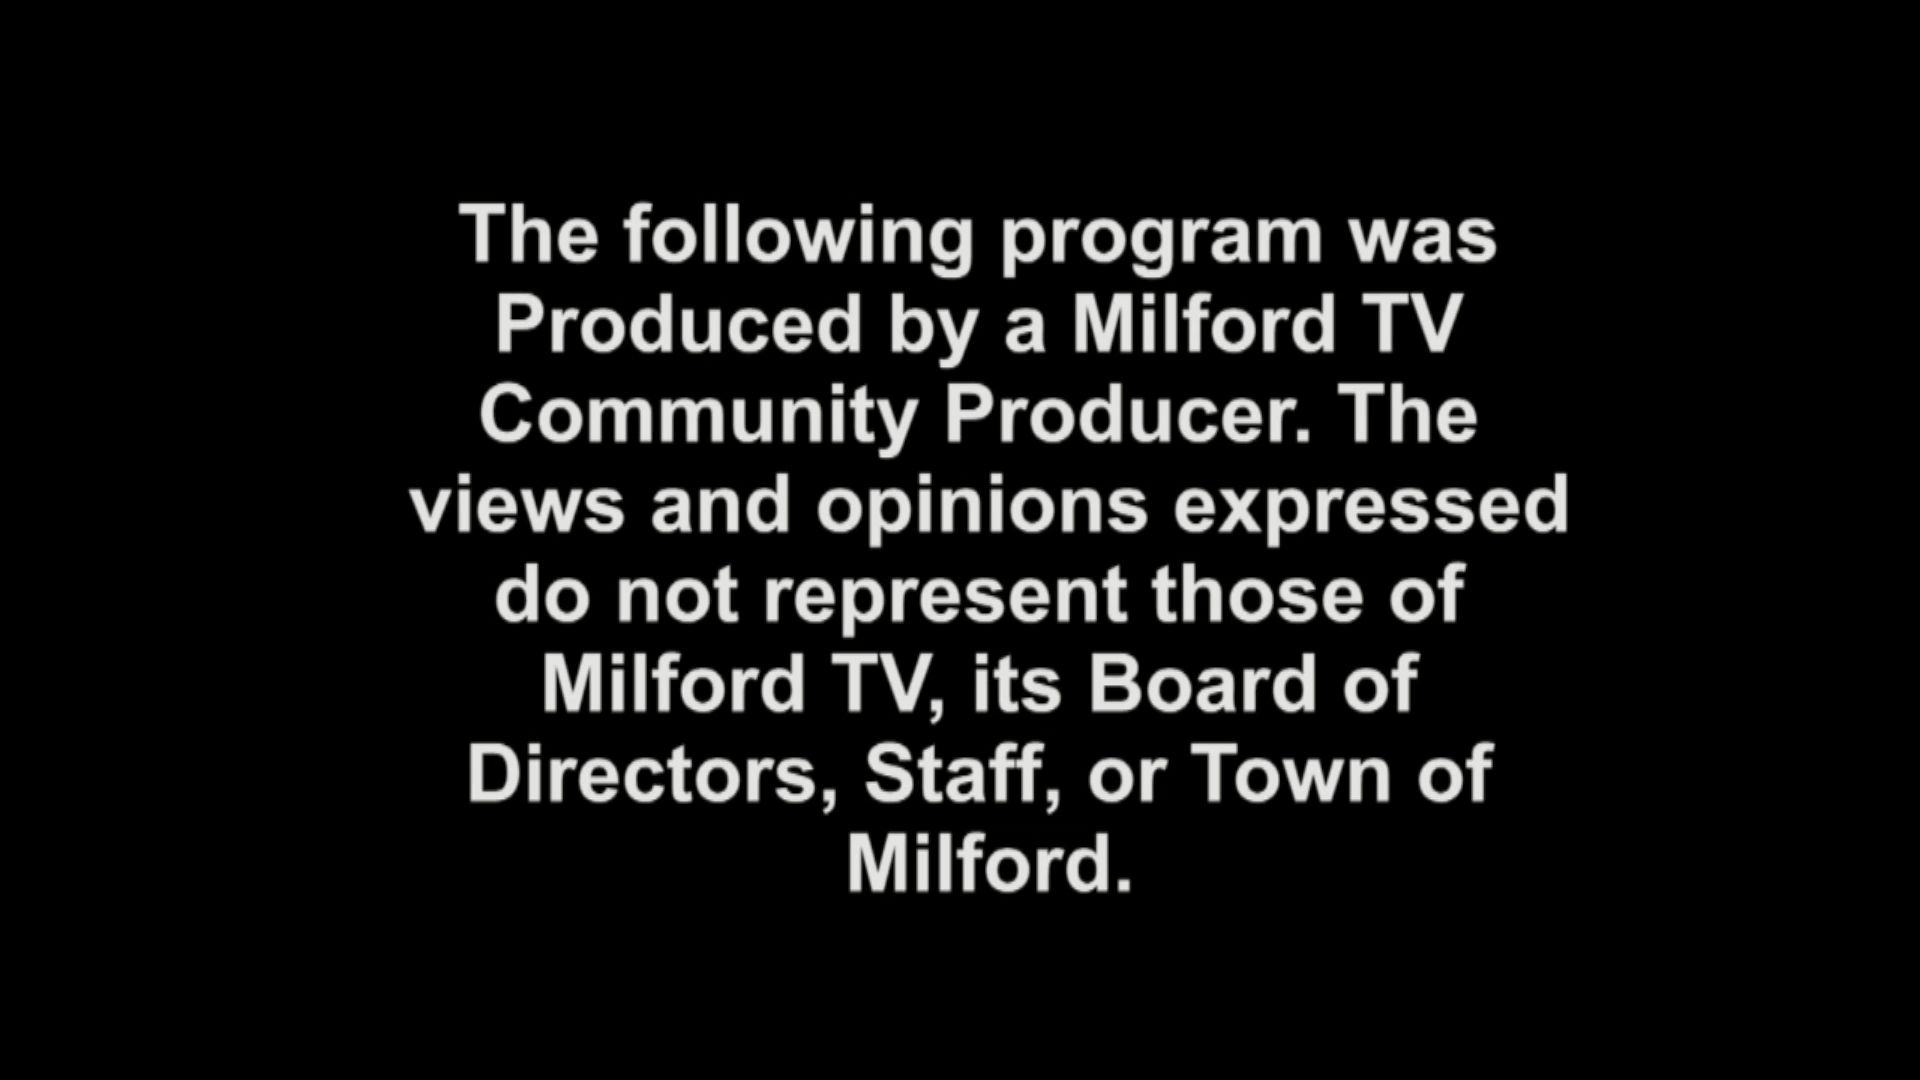 The following program was
Produced by a Milford TV
Community Producer. The
views and opinions expressed
do not represent those of
Milford TV, its Board of
Directors, Staff, or Town of
Milford.